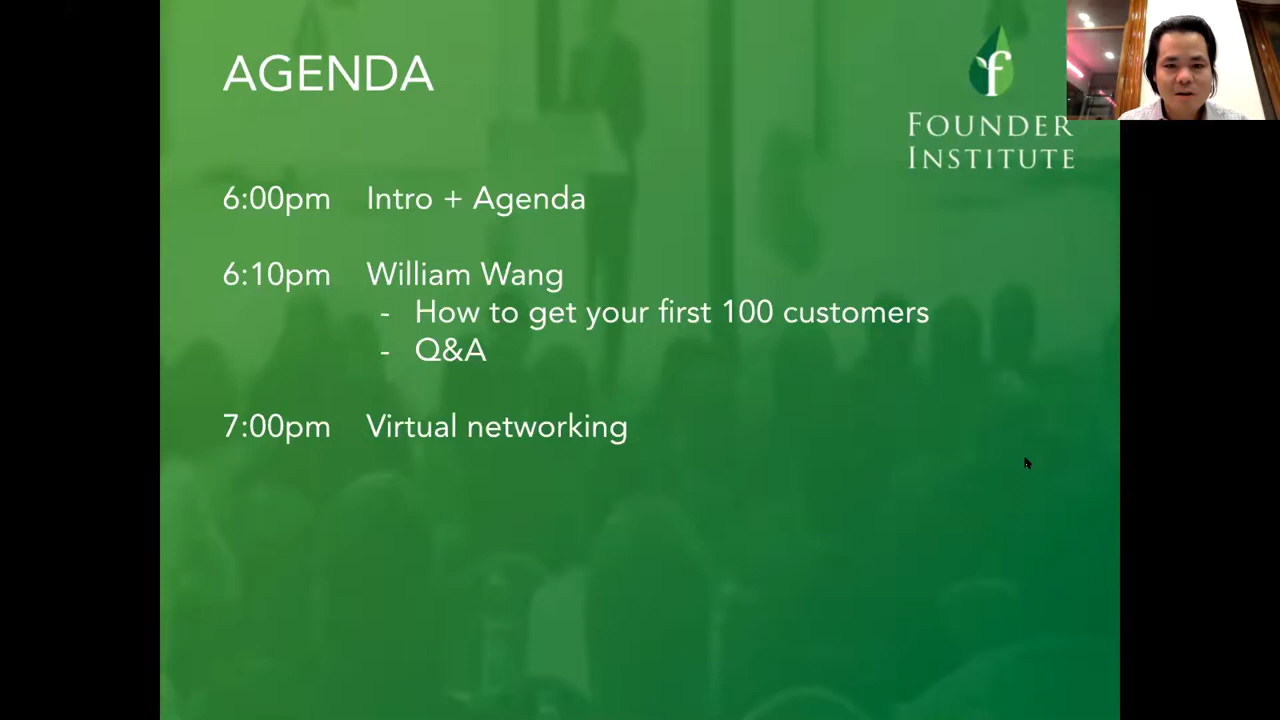 AGENDA
f
FOUNDER
INSTITUTE
6:00pm Intro + Agenda
6:10pm William Wang
- How to get your first 100 customers
- Q&A
7:00pm Virtual networking